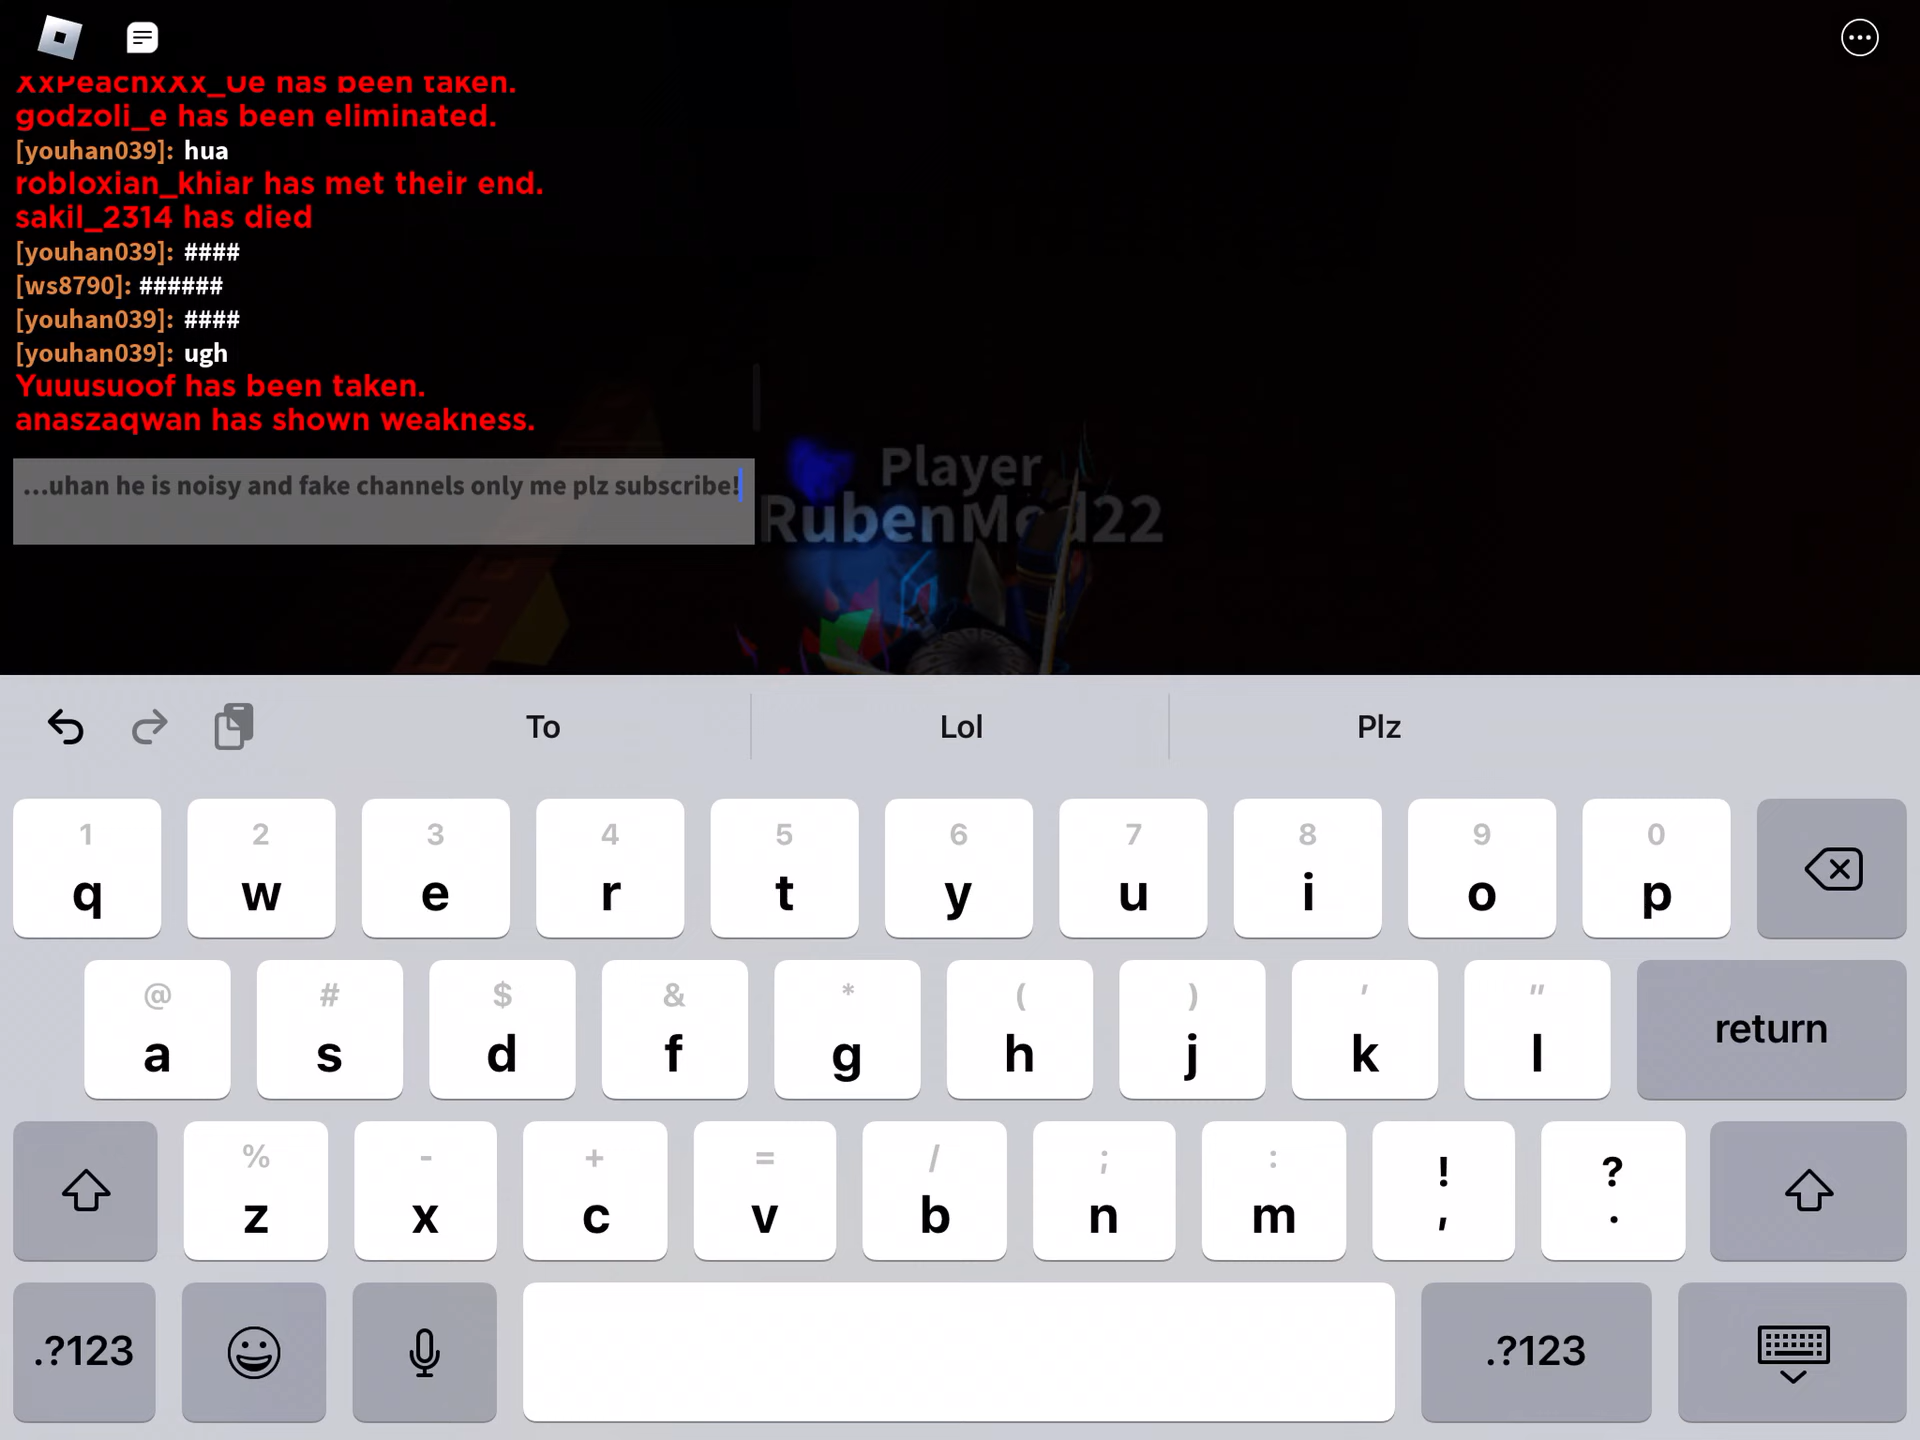 XxPeachxXx_Ue has been taken.
godzoli_e has been eliminated.
[youhan039]: hua
robloxian_khiar has met their end.
sakil_2314 has died
[youhan039]: ####
[ws8790]: ######
[youhan039]: ####
[youhan039]: ugh
Yuuusuoof has been taken.
anaszaqwan has shown weakness.
...uhan he is noisy and fake channels only me plz subscribe!
Player
RubenMod22
To Lol Plz
1 2 3 4 5 6 7 8 9 0
q w e r t y u i o p
@ # $ & * ( ) ' "
a s d f g h j k l return
% - + = / ; : ! ?
z x c v b n m , .
.?123 .?123